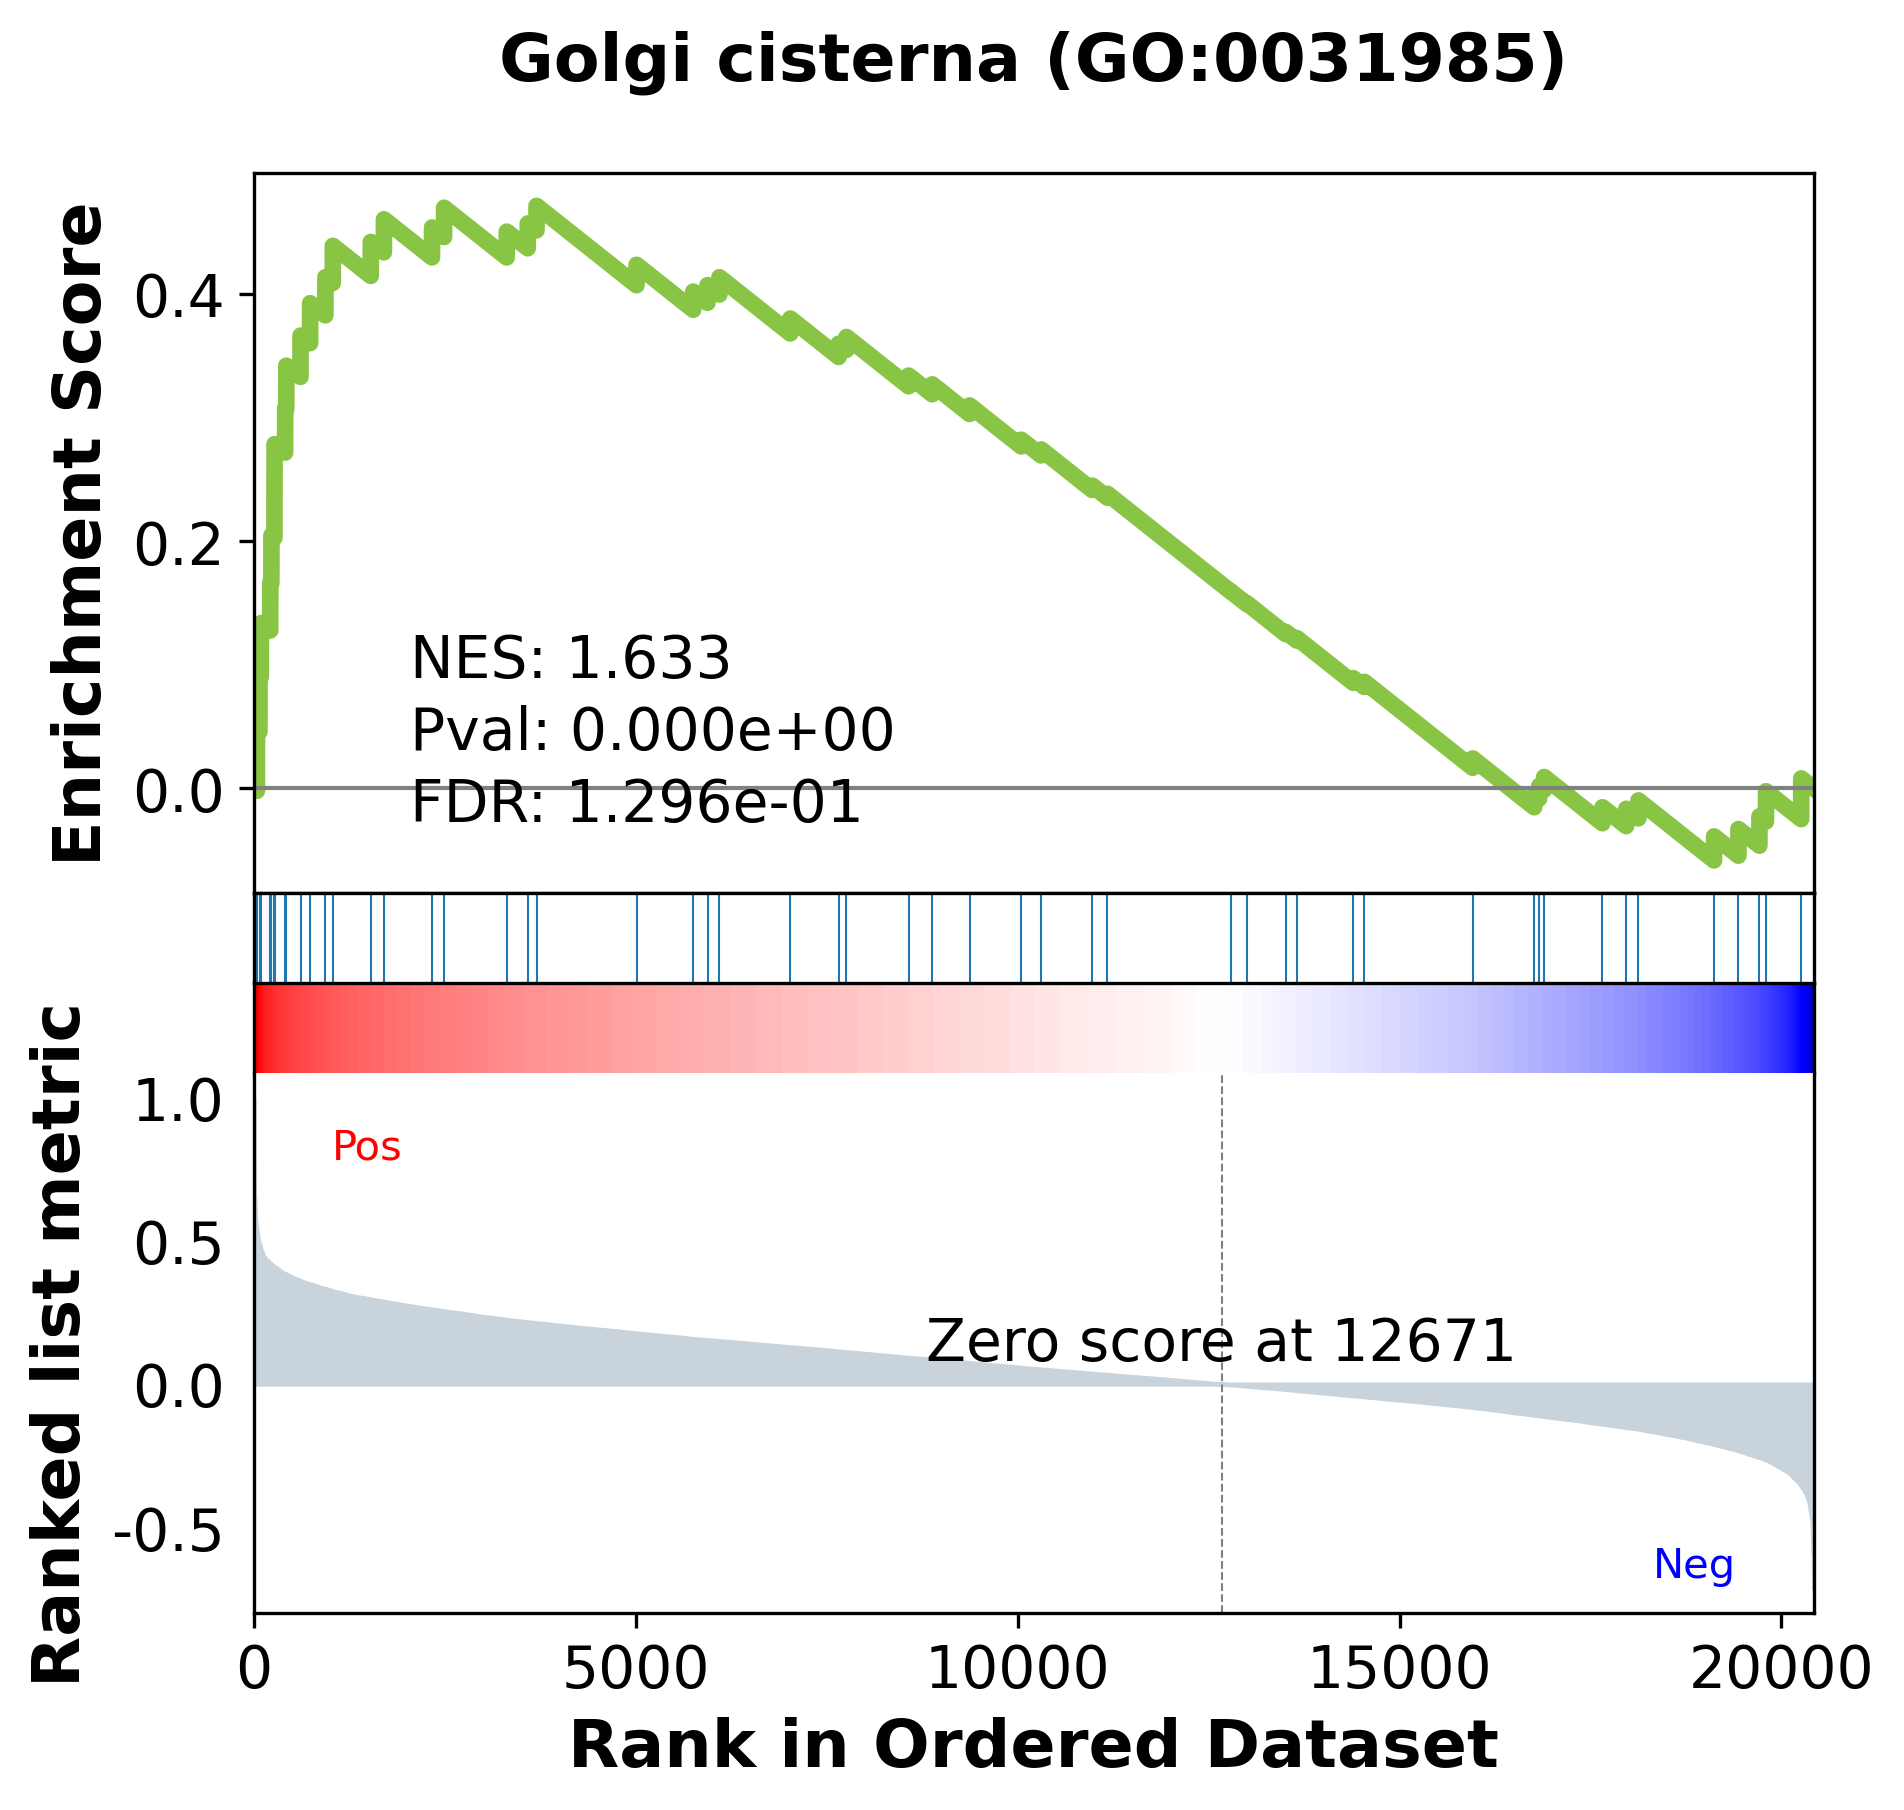 Golgi cisterna (GO:0031985)
Enrichment Score
0.4
0.2
0.0
NES: 1.633
Pval: 0.000e+00
FDR: 1.296e-01
Ranked list metric
1.0
0.5
0.0
-0.5
Pos
Zero score at 12671
Neg
0 5000 10000 15000 20000
Rank in Ordered Dataset